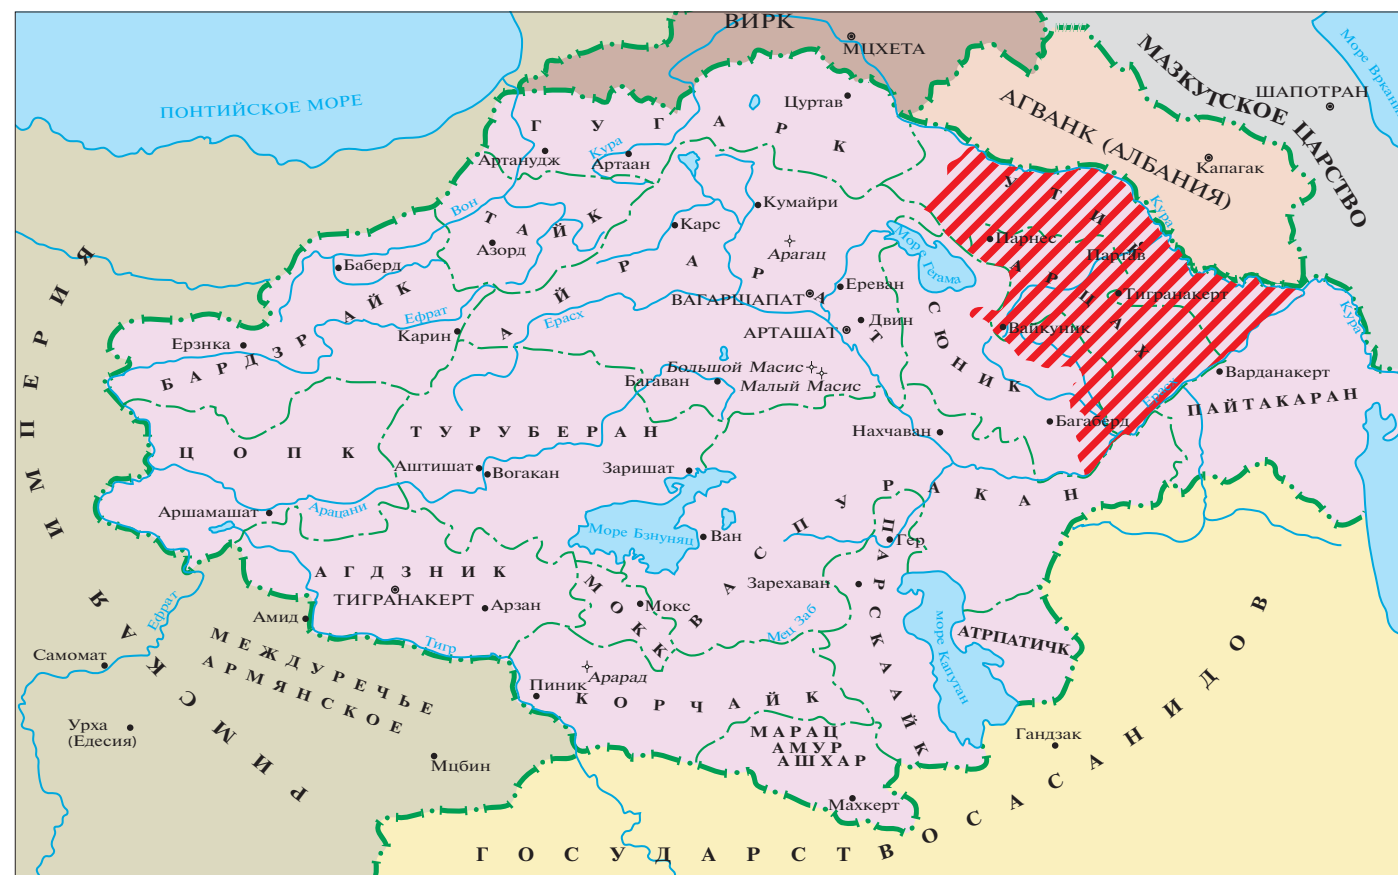 ВИРК
МЦХЕТА
МАЗКУТСКОЕ ЦАРСТВО
ШАПОТРАН
Море Вркани
ПОНТИЙСКОЕ МОРЕ
Цуртав
АГВАНК (АЛБАНИЯ)
Капагак
ГУГАРК
Артанудж
Кура
Артаан
Вон
ТАЙК
Азорд
Карс
Кумайри
Арагац
УТИК
Кура
Парнес
Партав
Море Гегама
Баберд
АЙРАРАТ
ВАГАРШАПАТ
Ереван
АРЦАХ
Тигранакерт
Кура
БАРДЗР АЙК
Ефрат
Карин
Ерасх
АРТАШАТ
Двин
СЮНИК
Вайкуник
Ерзнка
Большой Масис
Малый Масис
Багаван
Варданакерт
Ерасх
ПАЙТАКАРАН
ЦОПК
ТУРУБЕРАН
Нахчаван
Багаберд
Аштишат
Вогакан
Заришат
Аршамашат
Арацани
Море Бзнуняц
Ван
ВАСПУРАКАН
Гер
ПАРСКААЙК
АГДЗНИК
ТИГРАНАКЕРТ
Арзан
МОКК
Мокс
Зарехаван
Мец Заб
море Капутан
АТРПАТИЧК
Амид
Ефрат
Тигр
Самомат
МЕЖДУРЕЧЬЕ
АРМЯНСКОЕ
Арарад
Пиник
КОРЧАЙК
МАРАЦ
АМУР
АШХАР
Гандзак
Урха
(Едесия)
Мцбин
Махкерт
РИМСКАЯ ИМПЕРИЯ
ГОСУДАРСТВО САСАНИДОВ